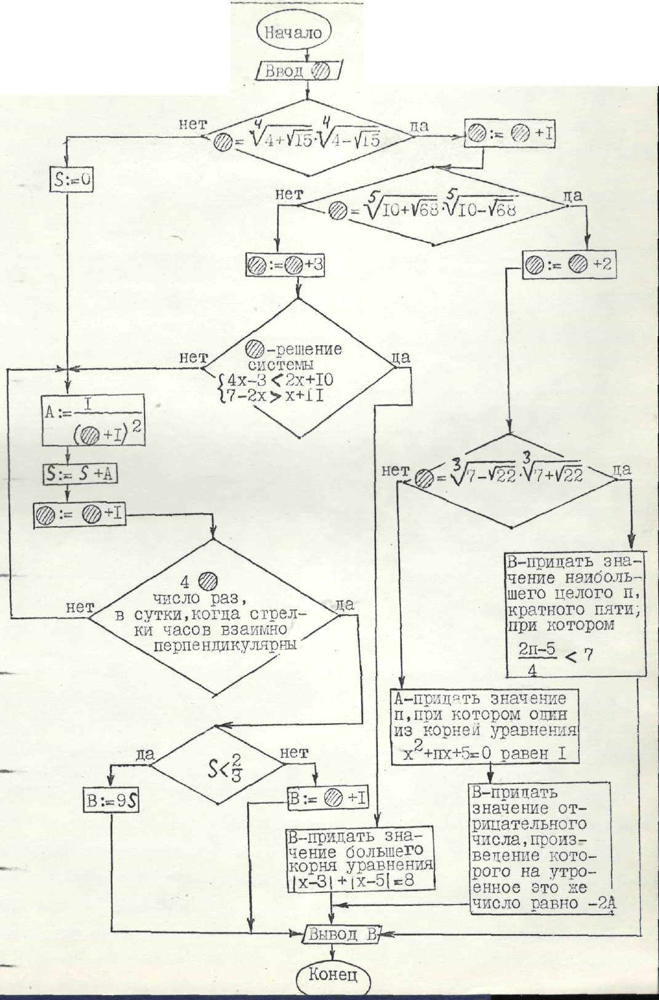 Начало
Ввод
нет
= ⁴√4+√15·⁴√4−√15
да
:= +I
S:=0
нет
= ⁵√I0+√68·⁵√I0−√68
да
:= +3
:= +2
нет
-решение
системы
да
{4x-3 < 2x+I0
{7-2x > x+II
A:= I
( +I)²
S:= S +A
:= +I
нет
= ³√7−√22·³√7+√22
да
4
число раз,
нет
в сутки,когда стрел-
ки часов взаимно
перпендикулярны
да
В-придать зна-
чение наиболь-
шего целого п,
кратного пяти,
при котором
2п-5
< 7
4
А-придать значение
п,при котором один
из корней уравнения
x²+пx+5=0 равен I
да
S< 2/3
нет
B:=9S
B:= +I
В-придать
значение от-
рицательного
числа,произ-
ведение кото-
рого на утро-
енное это же
число равно -2А
В-придать зна-
чение большего
корня уравнения
|x-3|+|x-5|=8
Вывод В
Конец